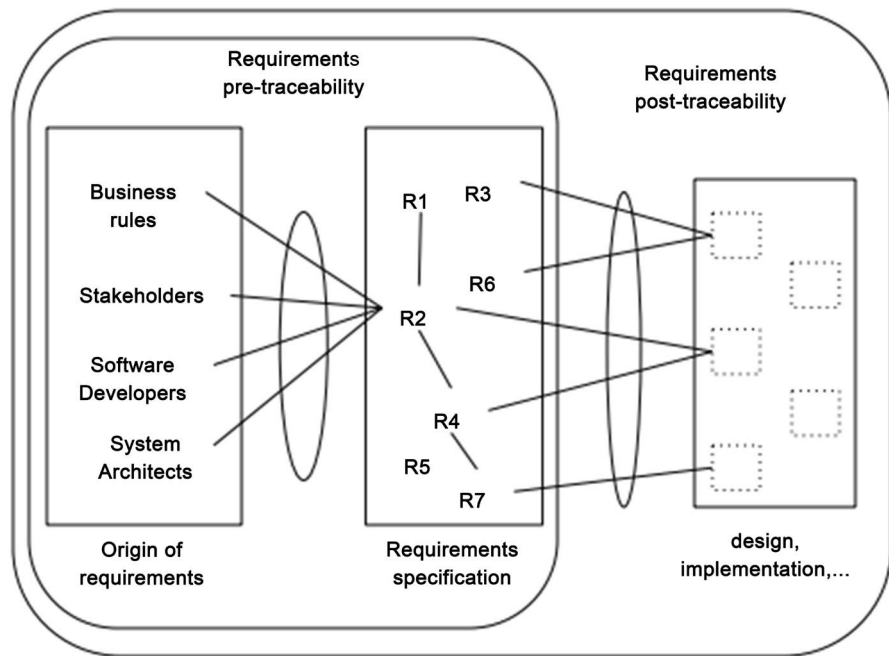 Requirements
pre-traceability
Requirements
post-traceability
Business
rules
Stakeholders
Software
Developers
System
Architects
R1
R3
R6
R2
R4
R5
R7
Origin of
requirements
Requirements
specification
design,
implementation,...